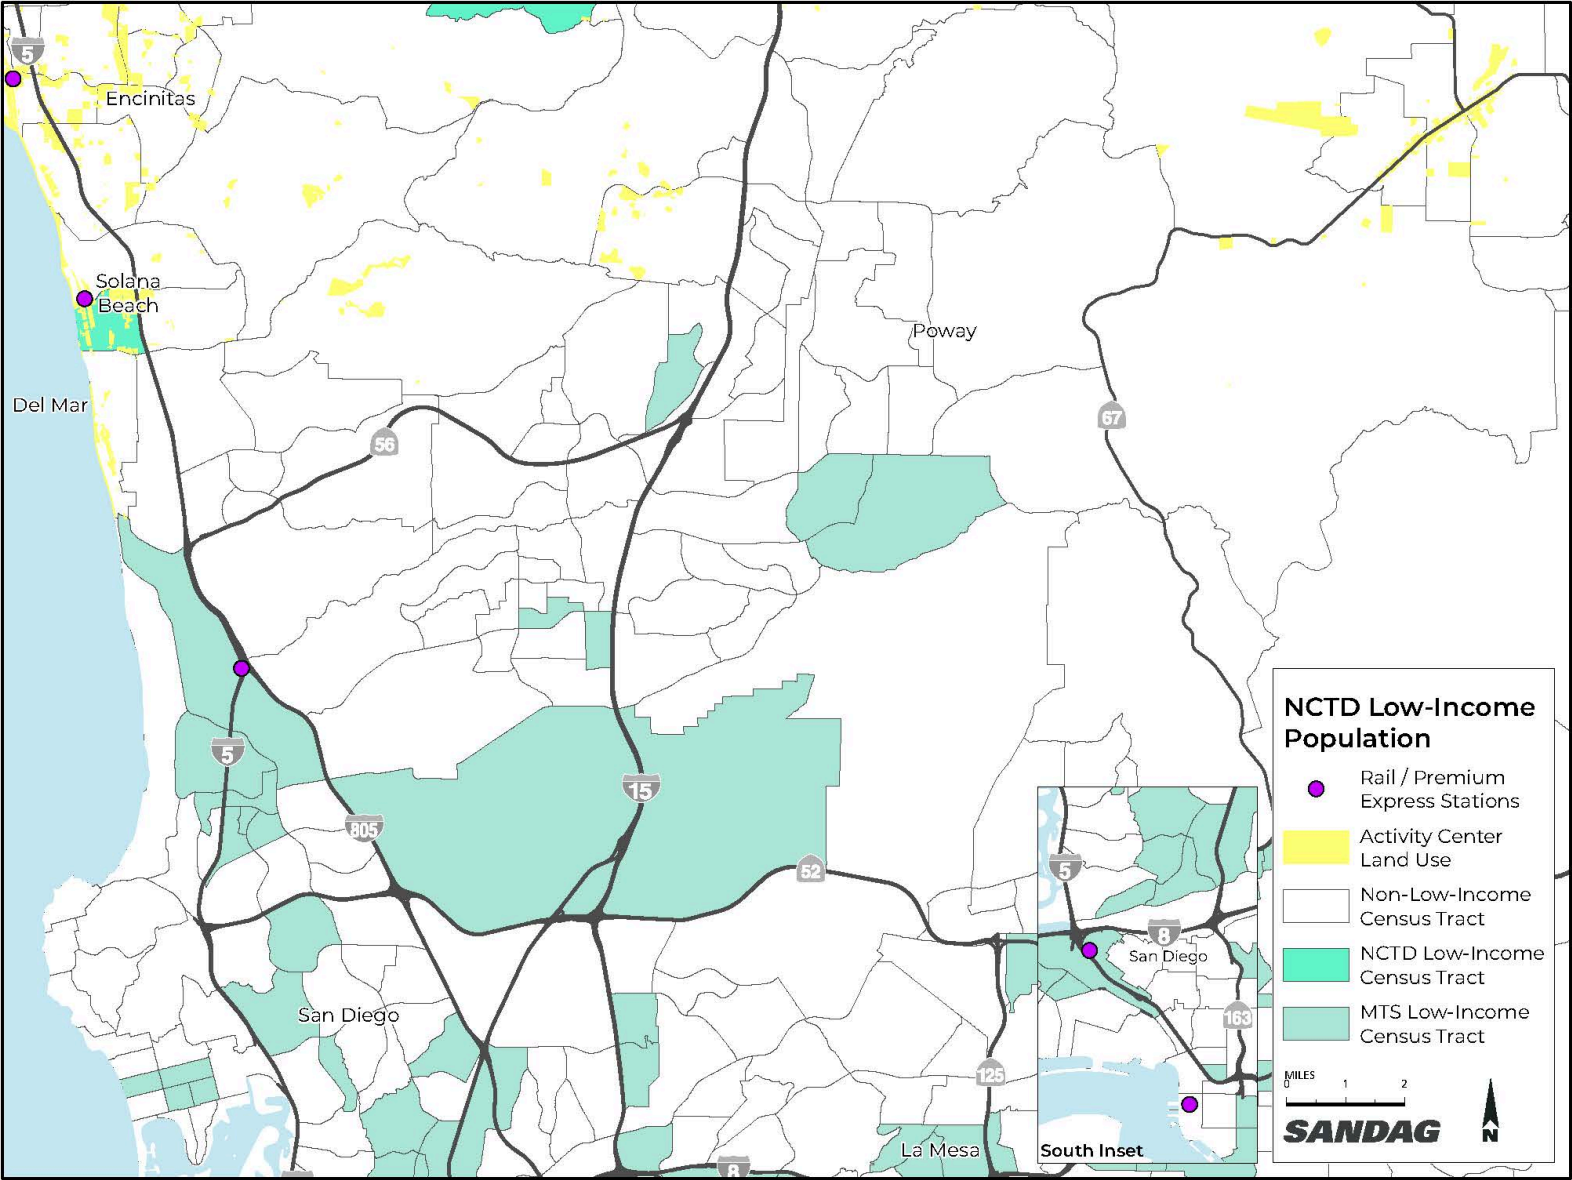 5
Encinitas
Solana
Beach
Del Mar
Poway
56
67
5
15
805
52
San Diego
125
La Mesa
8
5
8
San Diego
163
South Inset
NCTD Low-Income
Population
Rail / Premium
Express Stations
Activity Center
Land Use
Non-Low-Income
Census Tract
NCTD Low-Income
Census Tract
MTS Low-Income
Census Tract
MILES
0 1 2
SANDAG
N